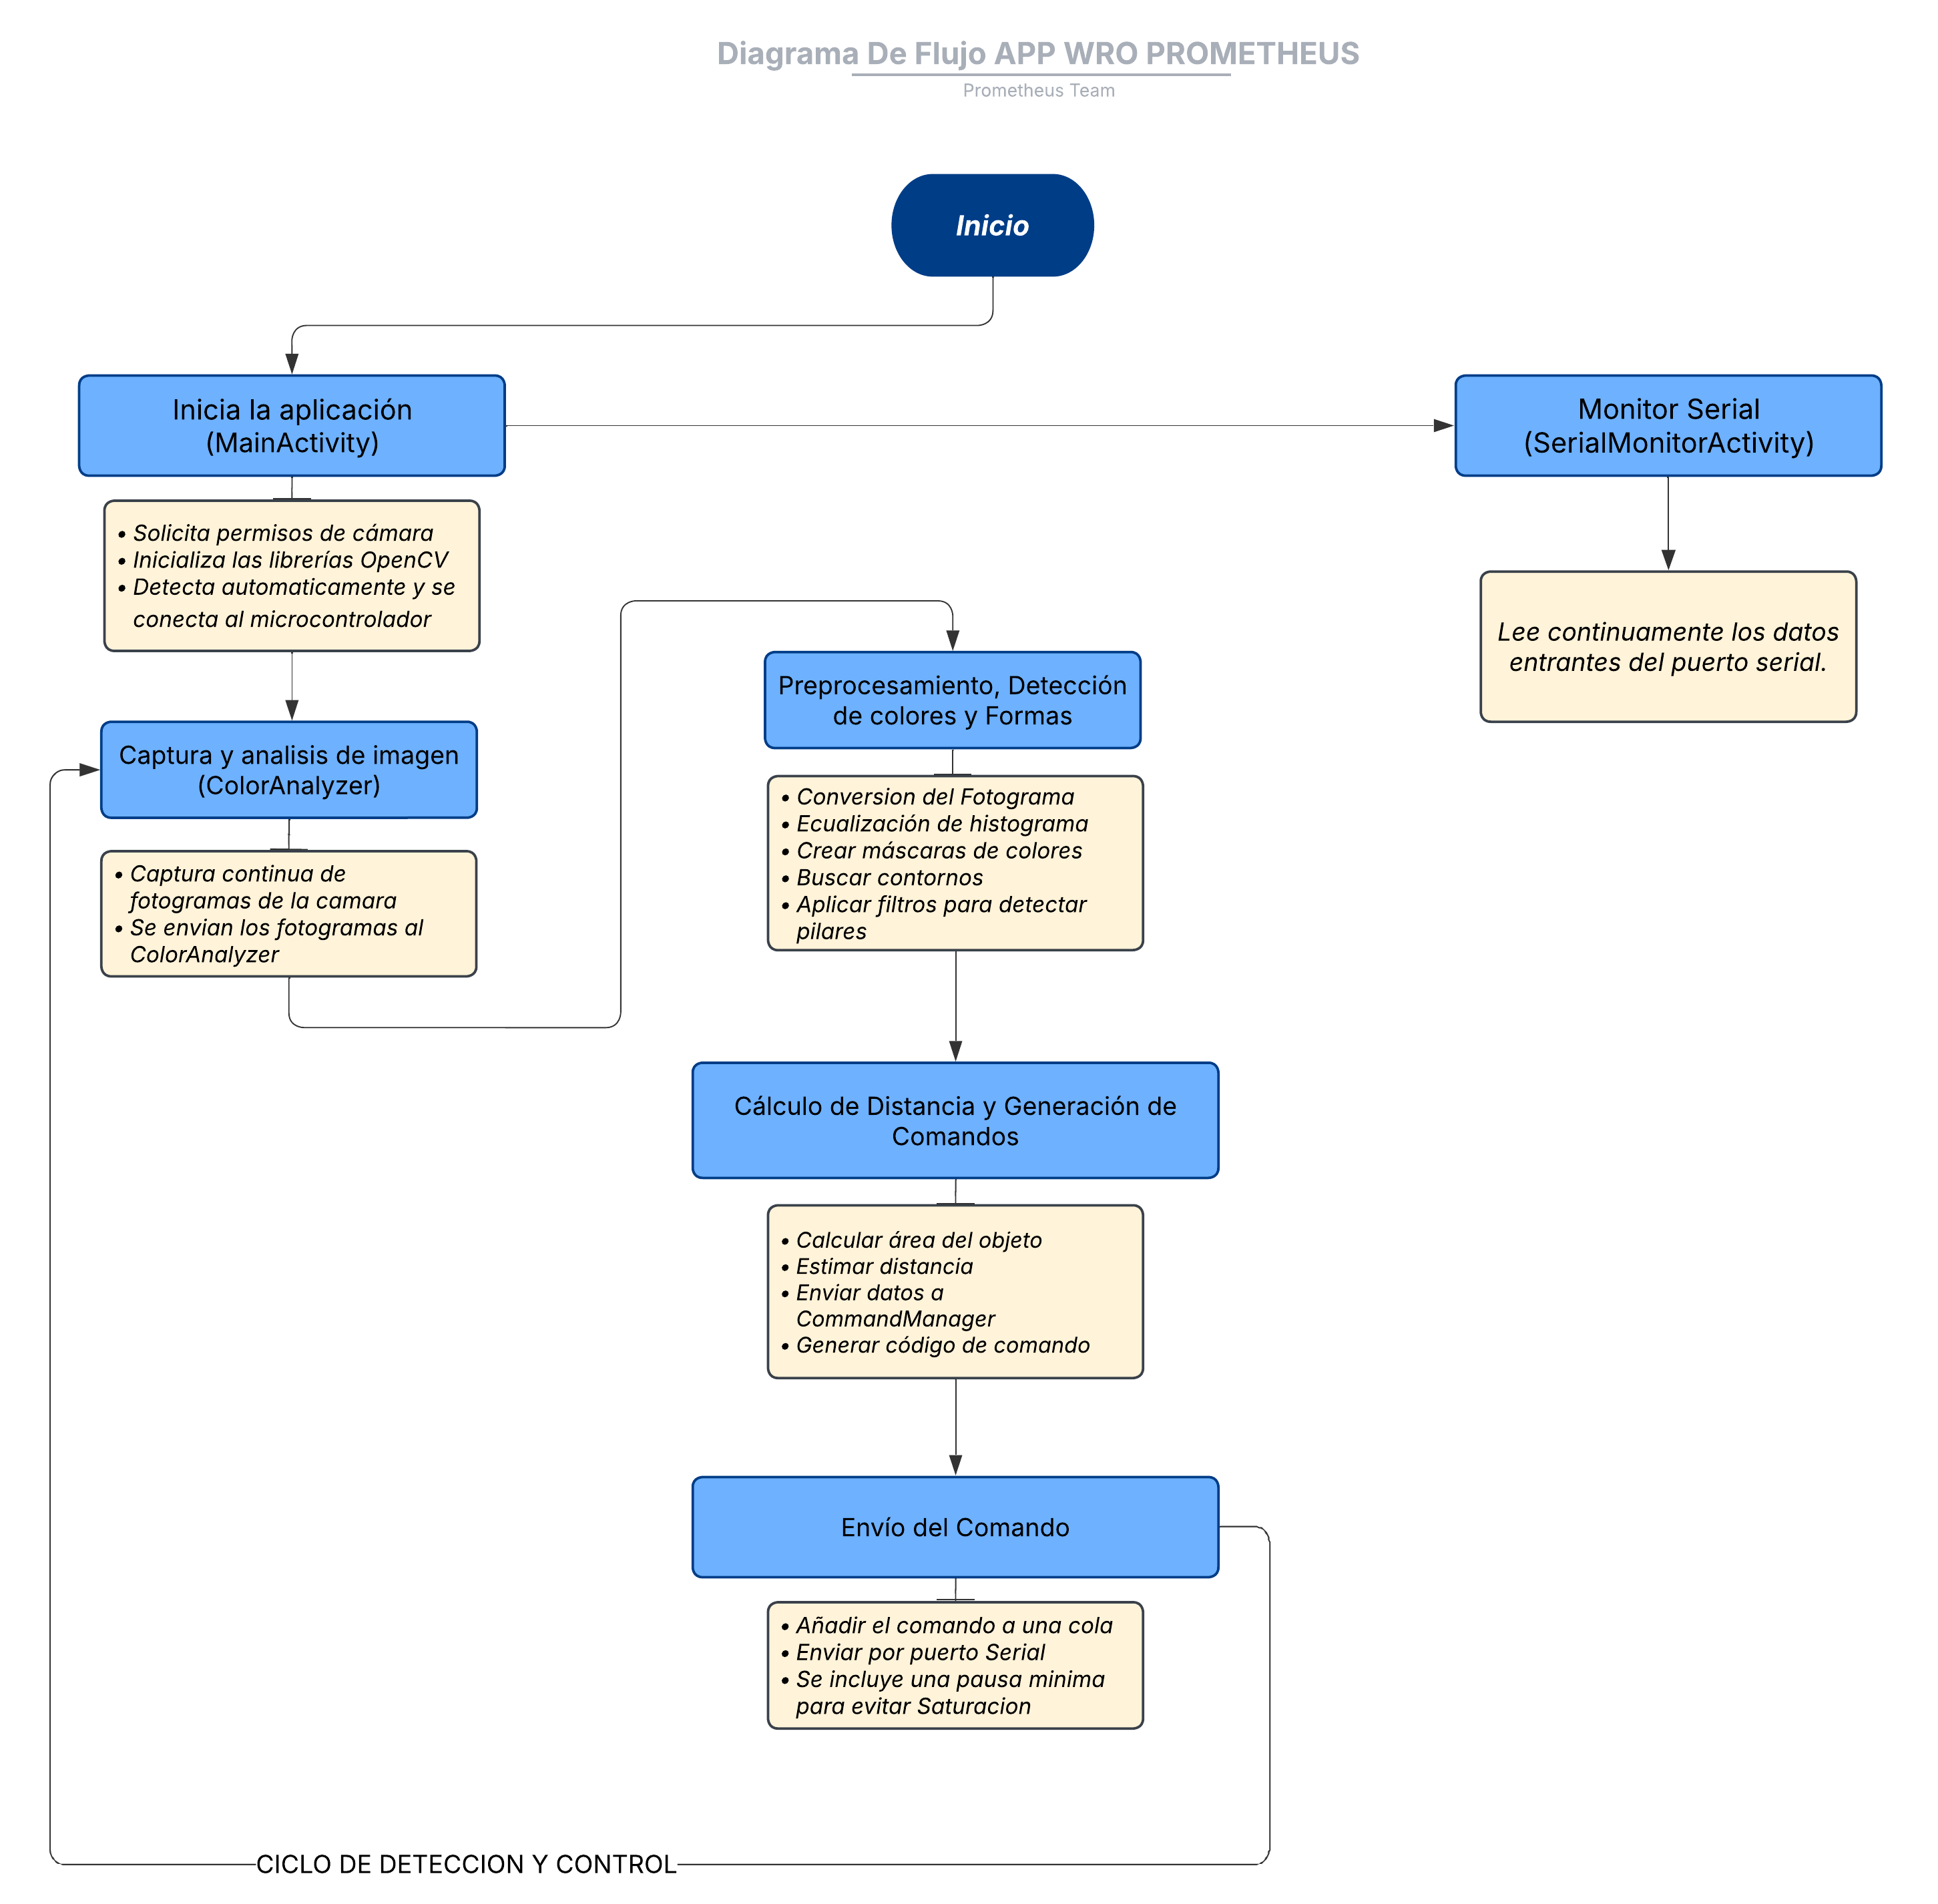 Diagrama De Flujo APP WRO PROMETHEUS
Prometheus Team
Inicio
Inicia la aplicación
(MainActivity)
• Solicita permisos de cámara
• Inicializa las librerías OpenCV
• Detecta automaticamente y se
conecta al microcontrolador
Monitor Serial
(SerialMonitorActivity)
Lee continuamente los datos
entrantes del puerto serial.
Captura y analisis de imagen
(ColorAnalyzer)
• Captura continua de
fotogramas de la camara
• Se envian los fotogramas al
ColorAnalyzer
Preprocesamiento, Detección
de colores y Formas
• Conversion del Fotograma
• Ecualización de histograma
• Crear máscaras de colores
• Buscar contornos
• Aplicar filtros para detectar
pilares
Cálculo de Distancia y Generación de
Comandos
• Calcular área del objeto
• Estimar distancia
• Enviar datos a
CommandManager
• Generar código de comando
Envío del Comando
• Añadir el comando a una cola
• Enviar por puerto Serial
• Se incluye una pausa minima
para evitar Saturacion
CICLO DE DETECCION Y CONTROL